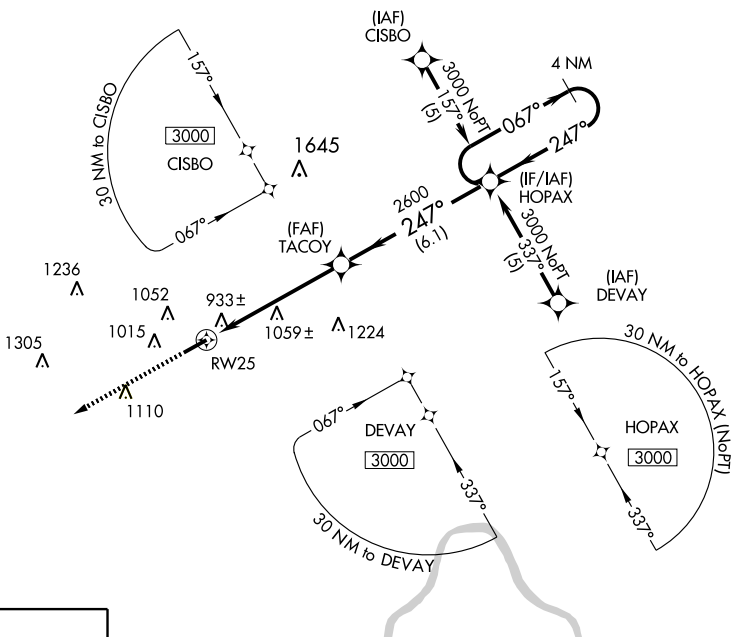 (IAF)
CISBO
4 NM
3000 NoPT
157°
(5)
067°
247°
30 NM to CISBO
157°
3000
CISBO
067°
1645
(IF/IAF)
HOPAX
2600
247°
(6.1)
(FAF)
TACOY
3000 NoPT
337°
(5)
(IAF)
DEVAY
1236
1052
933±
1305
1015
1059±
1224
RW25
1110
30 NM to HOPAX (NoPT)
157°
HOPAX
3000
337°
067°
DEVAY
3000
337°
30 NM to DEVAY